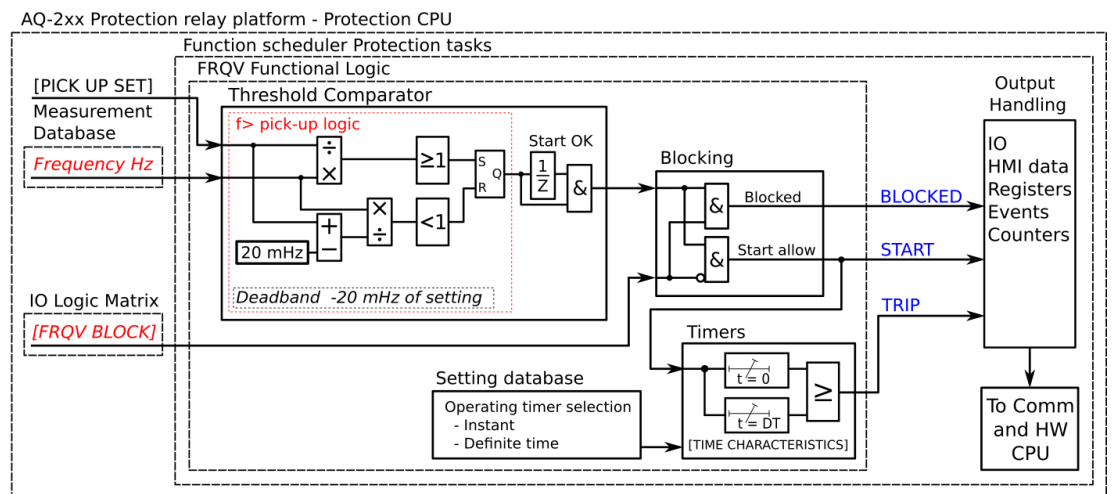 AQ-2xx Protection relay platform - Protection CPU
Function scheduler Protection tasks
FRQV Functional Logic
[PICK UP SET]
Measurement
Database
Frequency Hz
IO Logic Matrix
[FRQV BLOCK]
Threshold Comparator
f> pick-up logic
÷
×
≥1
S
Q
R
×
÷
<1
+
−
20 mHz
Deadband -20 mHz of setting
Start OK
1
Z
&
Blocking
&
Blocked
&
Start allow
BLOCKED
START
TRIP
Setting database
Operating timer selection
- Instant
- Definite time
Timers
t = 0
t = DT
≥
[TIME CHARACTERISTICS]
Output
Handling
IO
HMI data
Registers
Events
Counters
To Comm
and HW
CPU